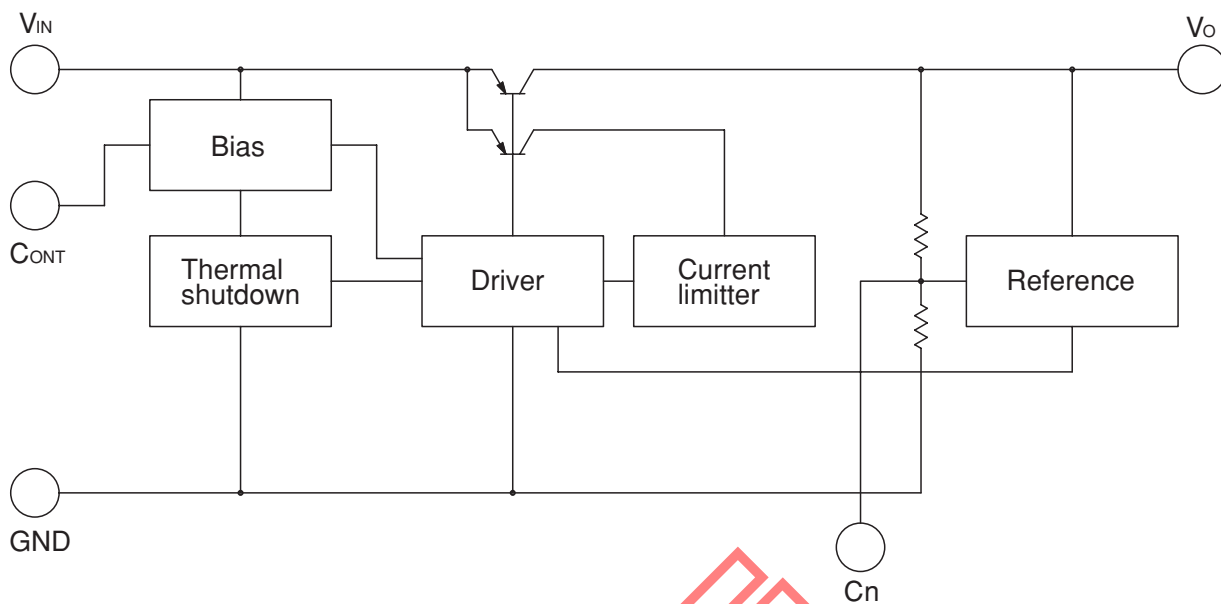 VIN
VO
Bias
CONT
Thermal
shutdown
Driver
Current
limitter
Reference
GND
Cn